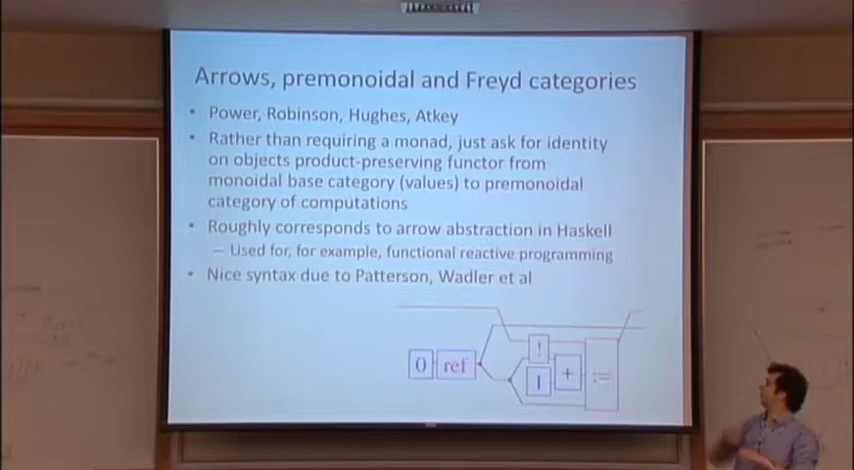 Arrows, premonoidal and Freyd categories
• Power, Robinson, Hughes, Atkey
• Rather than requiring a monad, just ask for identity
on objects product-preserving functor from
monoidal base category (values) to premonoidal
category of computations
• Roughly corresponds to arrow abstraction in Haskell
– Used for, for example, functional reactive programming
• Nice syntax due to Patterson, Wadler et al
!
0 ref + :=
1